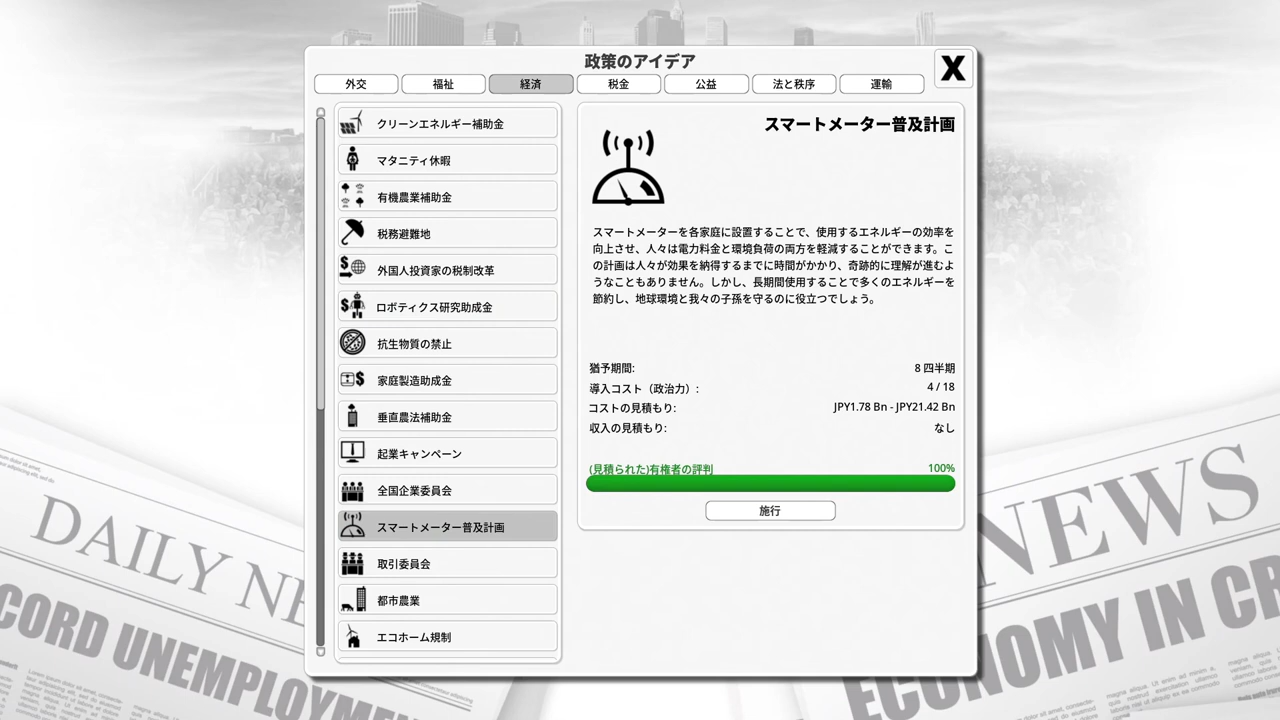 政策のアイデア
X
外交
福祉
経済
税金
公益
法と秩序
運輸
クリーンエネルギー補助金
マタニティ休暇
有機農業補助金
税務避難地
外国人投資家の税制改革
ロボティクス研究助成金
抗生物質の禁止
家庭製造助成金
垂直農法補助金
起業キャンペーン
全国企業委員会
スマートメーター普及計画
取引委員会
都市農業
エコホーム規制
スマートメーター普及計画
スマートメーターを各家庭に設置することで、使用するエネルギーの効率を
向上させ、人々は電力料金と環境負荷の両方を軽減することができます。こ
の計画は人々が効果を納得するまでに時間がかかり、奇跡的に理解が進むよ
うなこともありません。しかし、長期間使用することで多くのエネルギーを
節約し、地球環境と我々の子孫を守るのに役立つでしょう。
猶予期間: 8 四半期
導入コスト（政治力）: 4 / 18
コストの見積もり: JPY1.78 Bn - JPY21.42 Bn
収入の見積もり: なし
(見積られた)有権者の評判 100%
施行
DAILY NE
CORD UNEMPLOYM
NEWS
ECONOMY IN CR